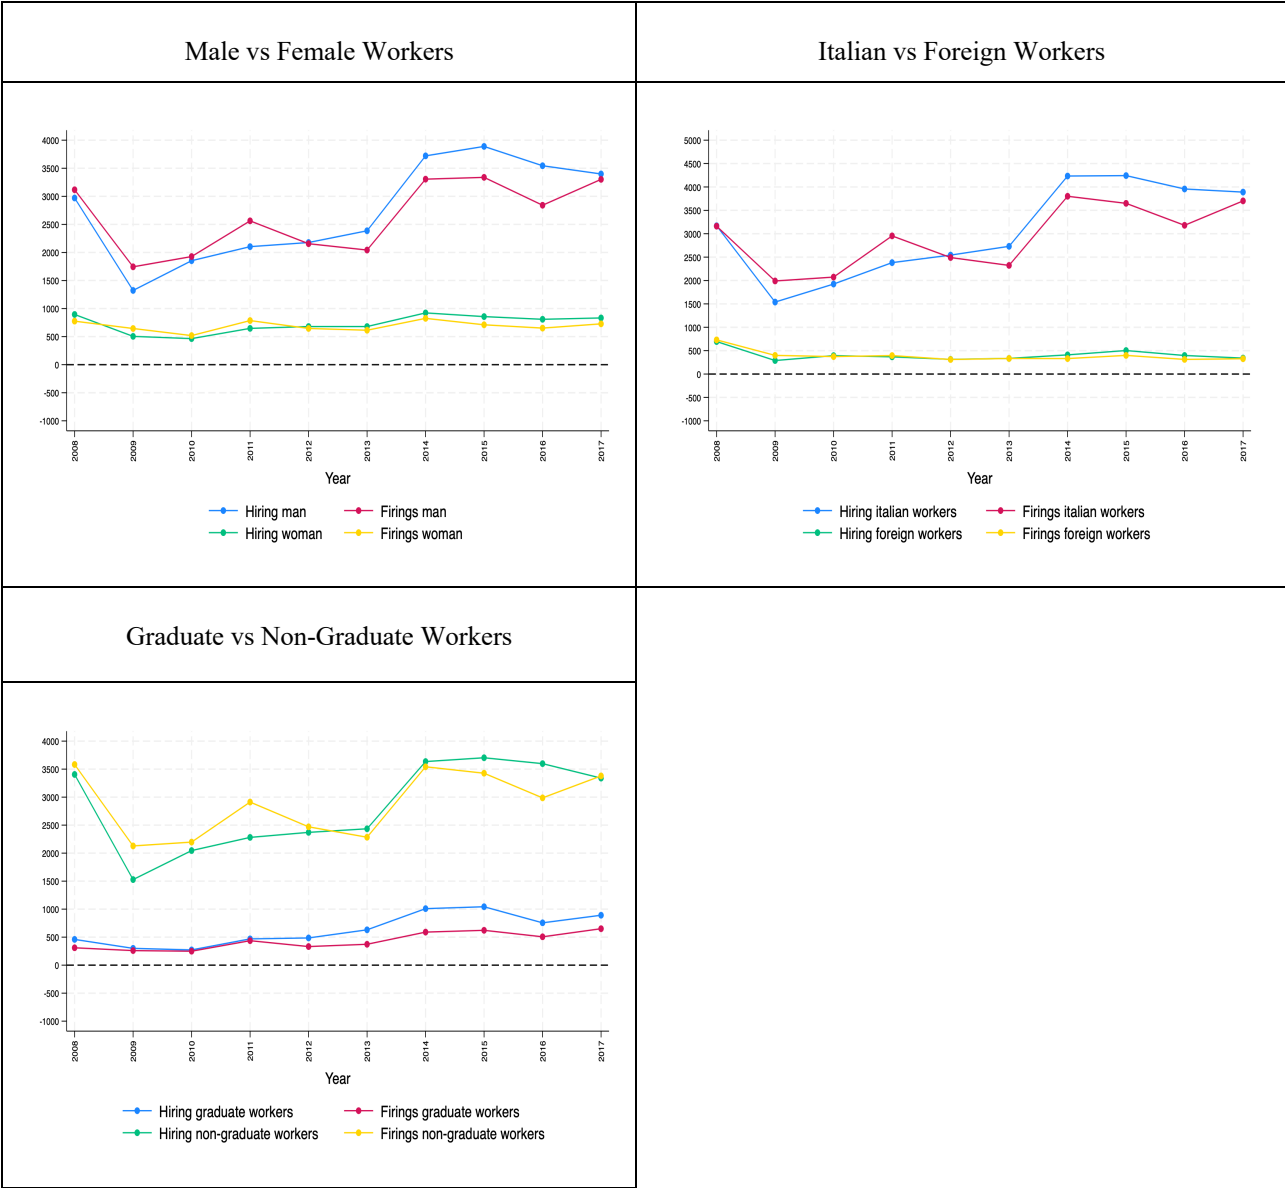 Male vs Female Workers
4000
3500
3000
2500
2000
1500
1000
500
0
-500
-1000
2008 2009 2010 2011 2012 2013 2014 2015 2016 2017
Year
Hiring man Firings man
Hiring woman Firings woman
Italian vs Foreign Workers
5000
4500
4000
3500
3000
2500
2000
1500
1000
500
0
-500
-1000
2008 2009 2010 2011 2012 2013 2014 2015 2016 2017
Year
Hiring italian workers Firings italian workers
Hiring foreign workers Firings foreign workers
Graduate vs Non-Graduate Workers
4000
3500
3000
2500
2000
1500
1000
500
0
-500
-1000
2008 2009 2010 2011 2012 2013 2014 2015 2016 2017
Year
Hiring graduate workers Firings graduate workers
Hiring non-graduate workers Firings non-graduate workers